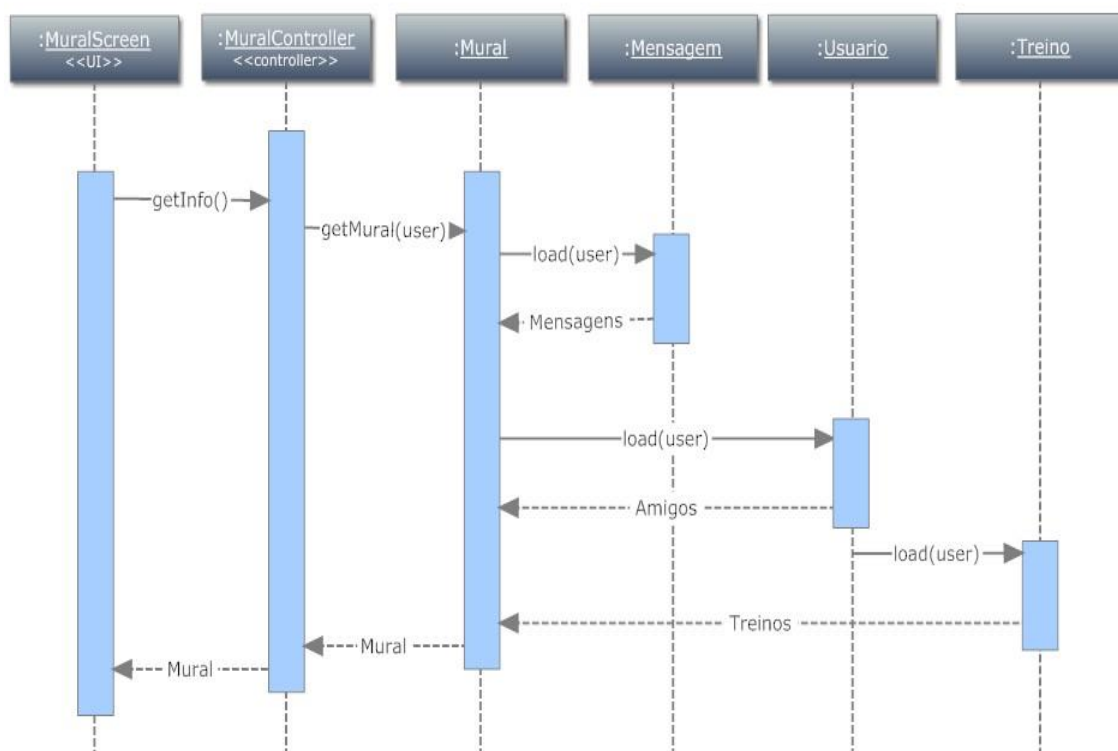 :MuralScreen
<<UI>>
:MuralController
<<controller>>
:Mural
:Mensagem
:Usuario
:Treino
getInfo()
getMural(user)
load(user)
Mensagens
load(user)
Amigos
load(user)
Treinos
Mural
Mural